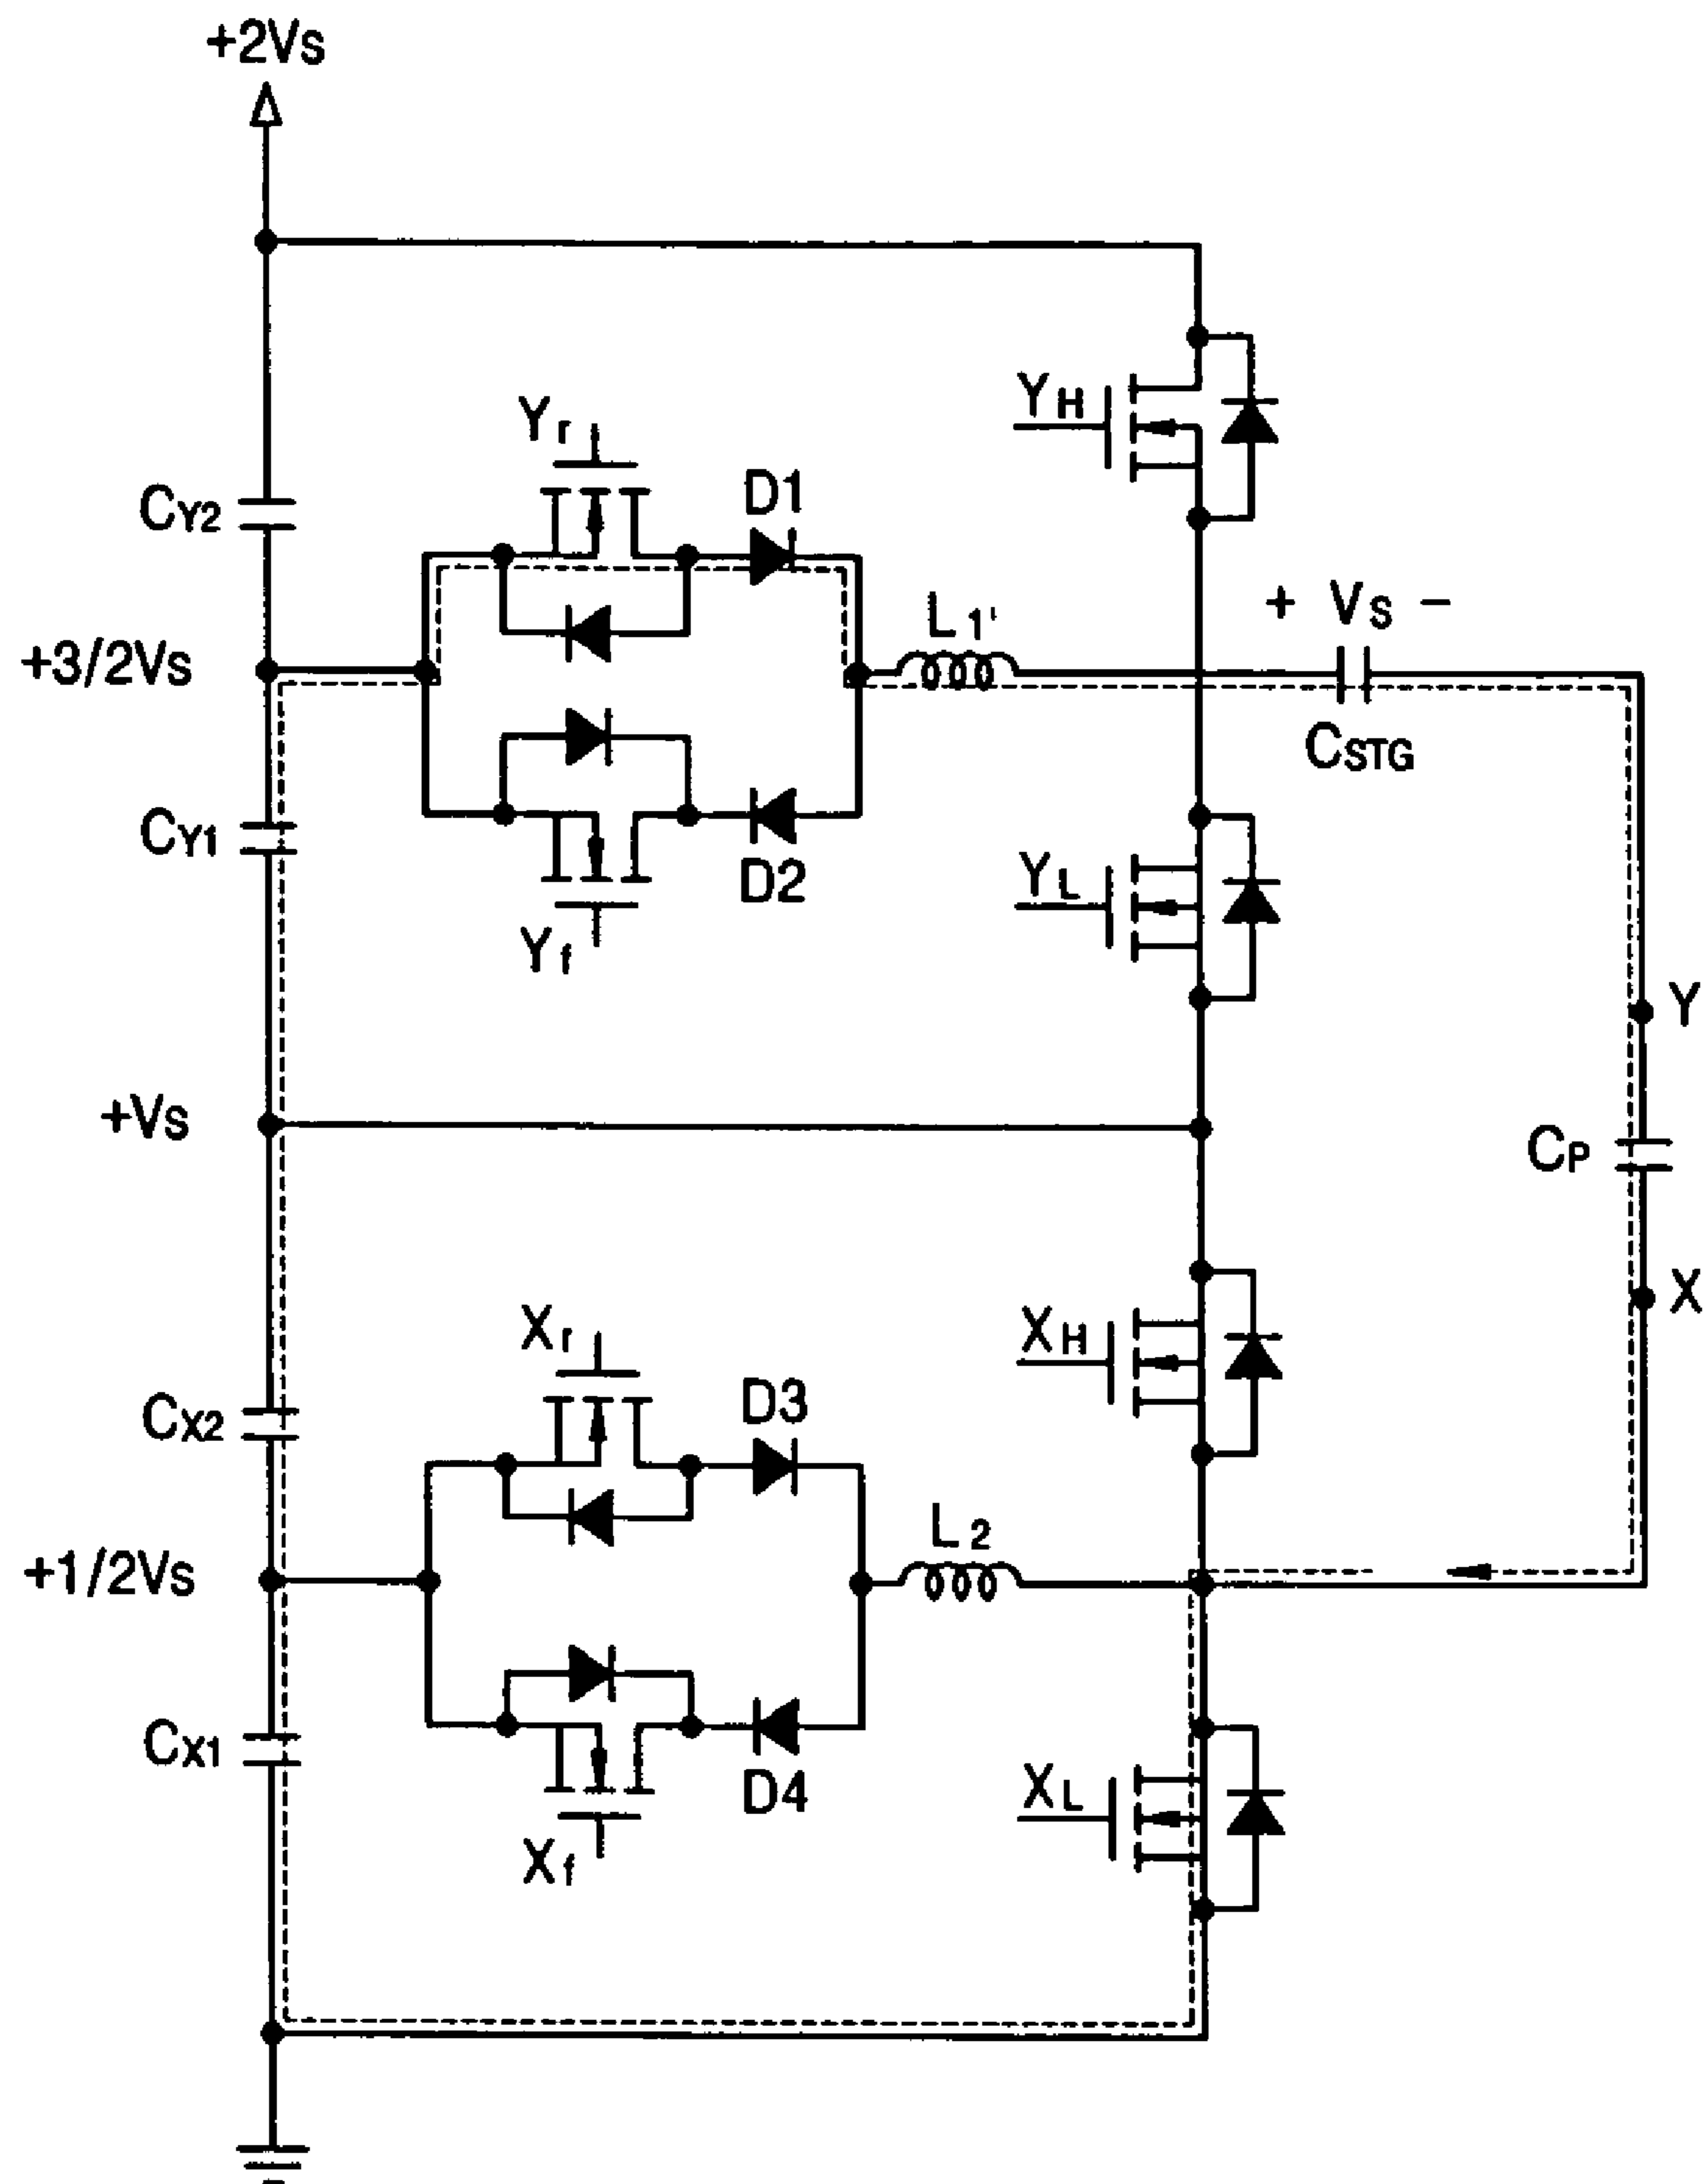 +2Vs
YH
Yr
D1
CY2
L1'
+ Vs −
+3/2Vs
CSTG
CY1
D2
YL
Yf
Y
+Vs
CP
X
Xr
XH
D3
CX2
L2
+1/2Vs
CX1
D4
XL
Xf